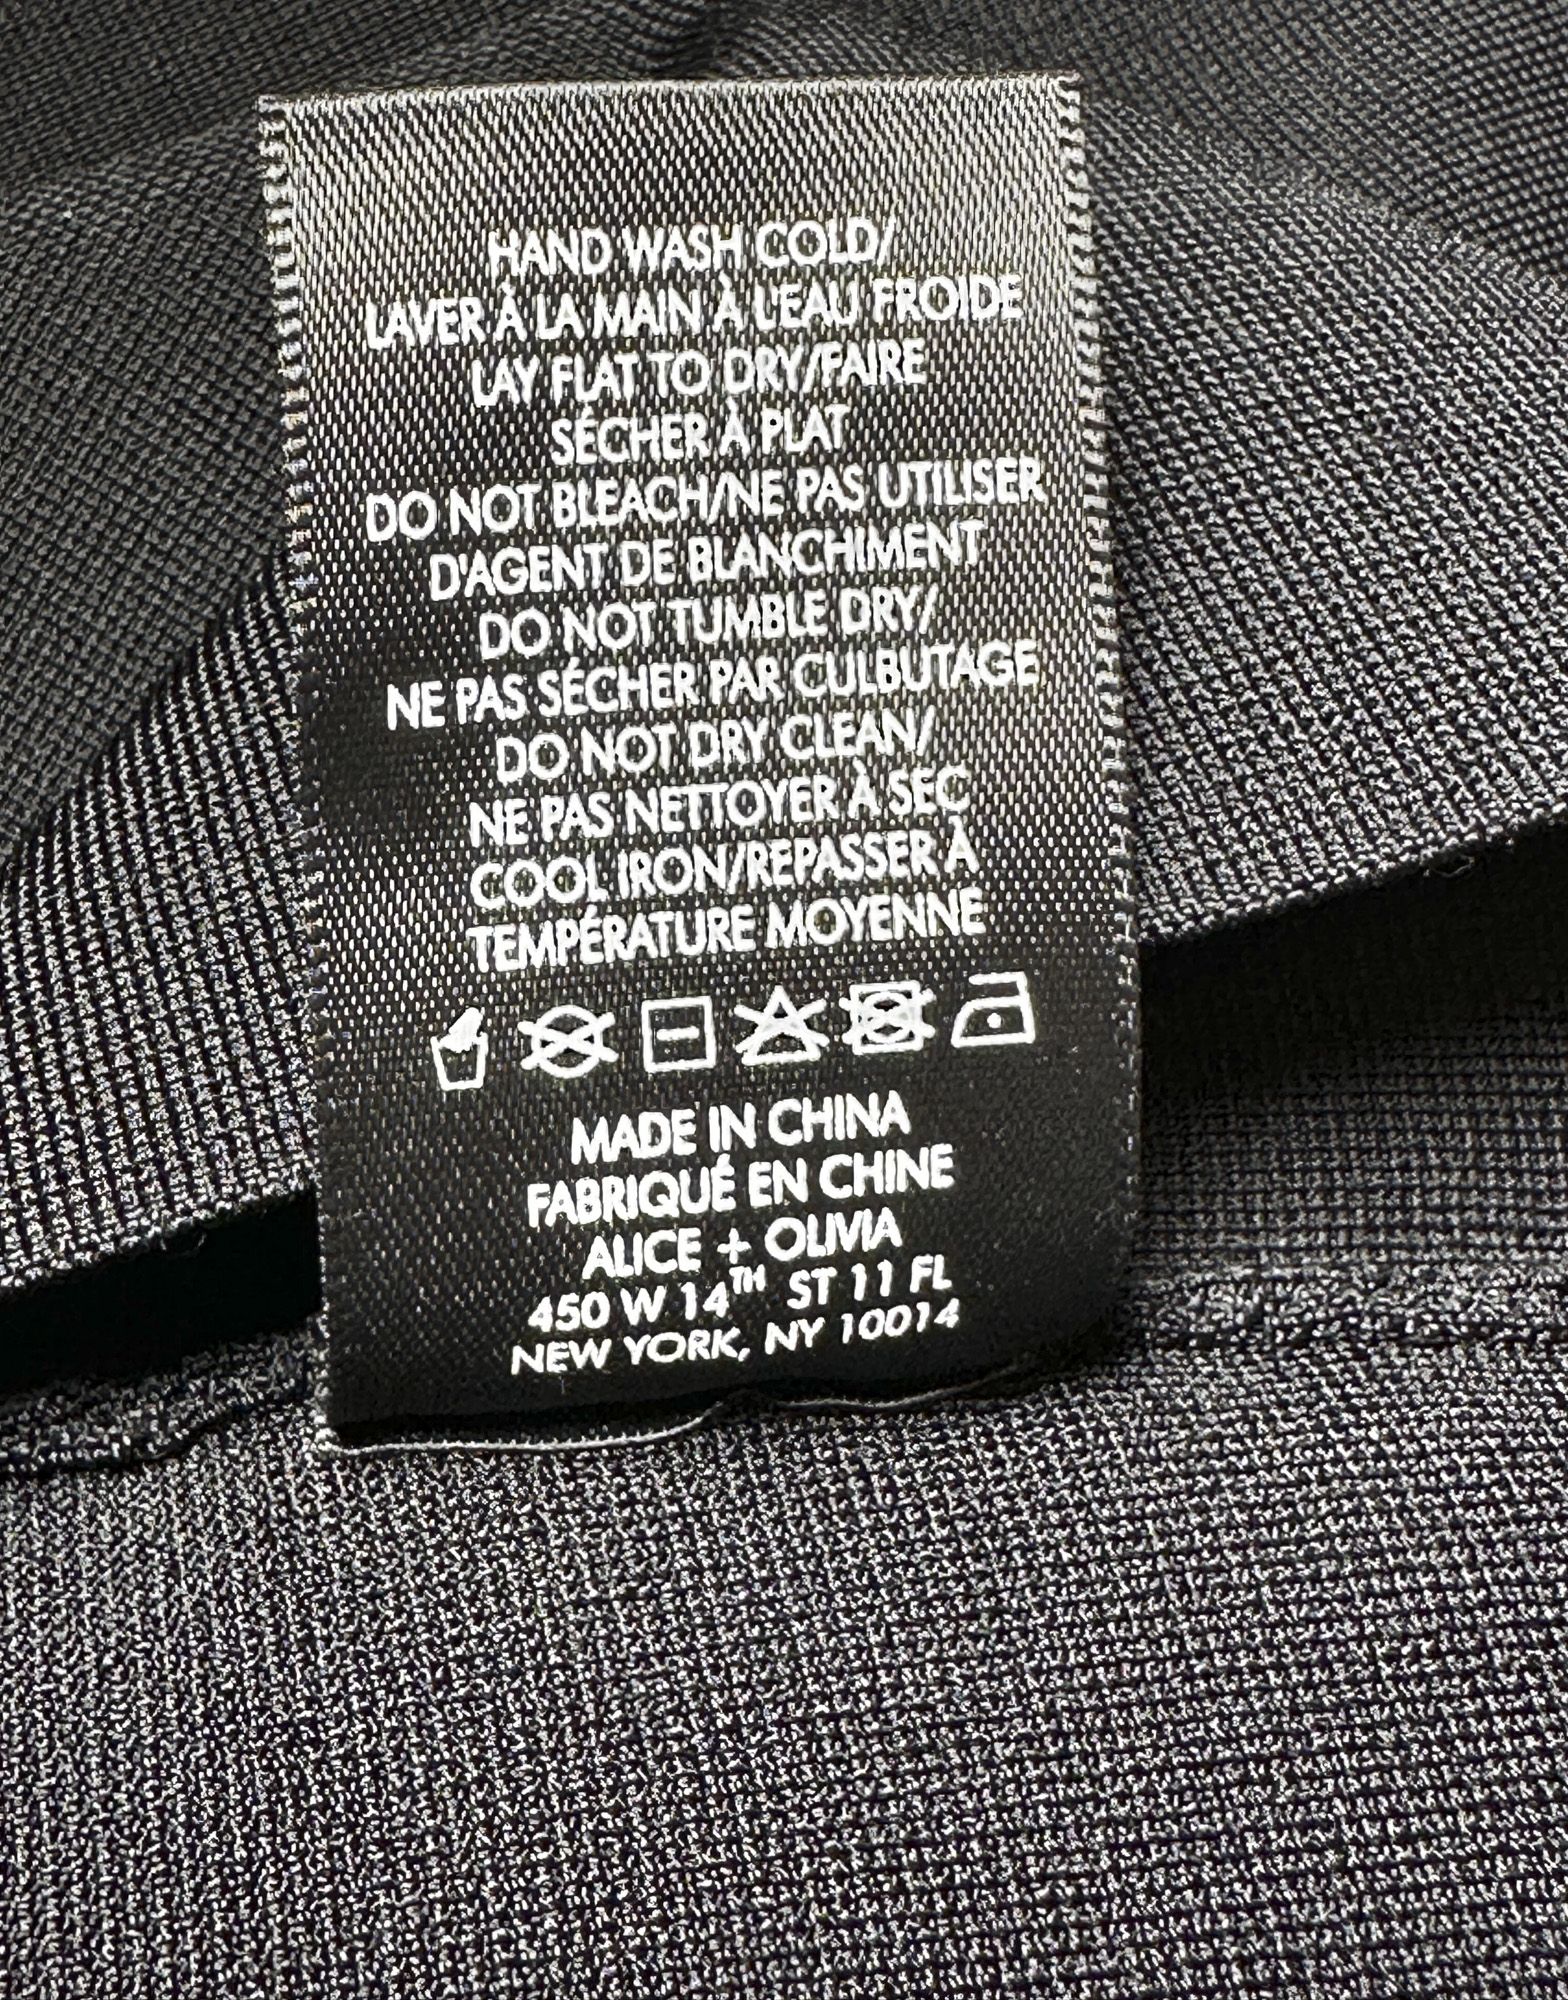 HAND WASH COLD/
LAVER À LA MAIN À L'EAU FROIDE
LAY FLAT TO DRY/FAIRE
SÉCHER À PLAT
DO NOT BLEACH/NE PAS UTILISER
D'AGENT DE BLANCHIMENT
DO NOT TUMBLE DRY/
NE PAS SÉCHER PAR CULBUTAGE
DO NOT DRY CLEAN/
NE PAS NETTOYER À SEC
COOL IRON/REPASSER À
TEMPÉRATURE MOYENNE
MADE IN CHINA
FABRIQUÉ EN CHINE
ALICE + OLIVIA
450 W 14TH ST 11 FL
NEW YORK, NY 10014